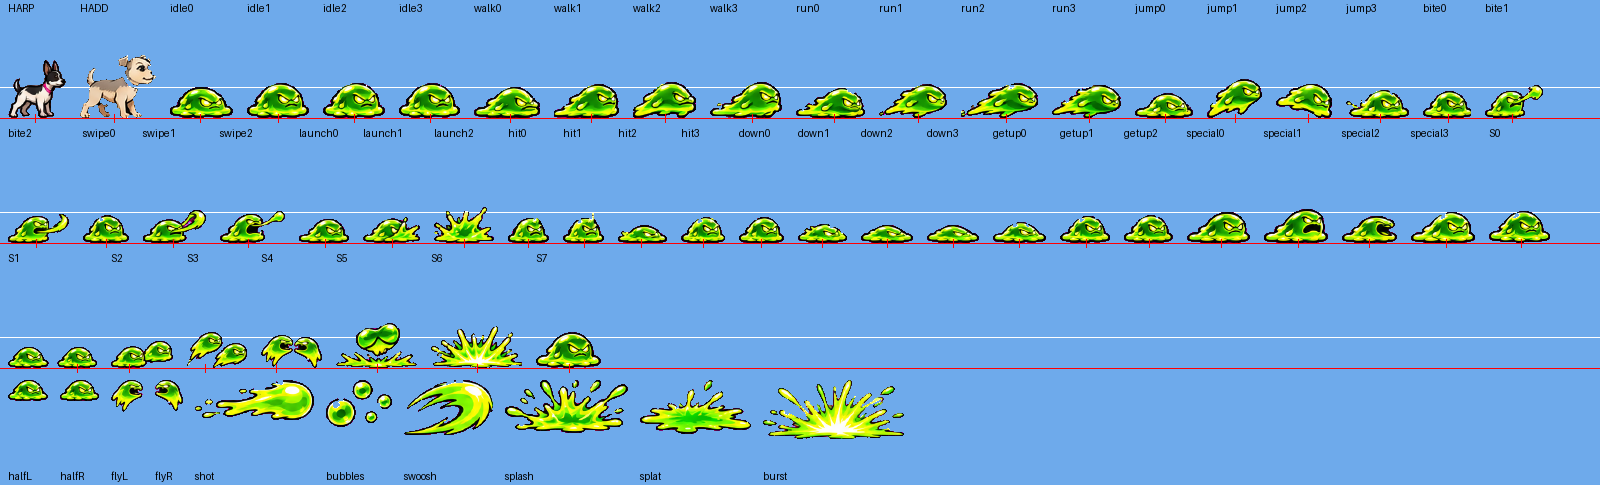 HARP HADD idle0 idle1 idle2 idle3 walk0 walk1 walk2 walk3 run0 run1 run2 run3 jump0 jump1 jump2 jump3 bite0 bite1
bite2 swipe0 swipe1 swipe2 launch0 launch1 launch2 hit0 hit1 hit2 hit3 down0 down1 down2 down3 getup0 getup1 getup2 special0 special1 special2 special3 S0
S1 S2 S3 S4 S5 S6 S7
halfL halfR flyL flyR shot bubbles swoosh splash splat burst